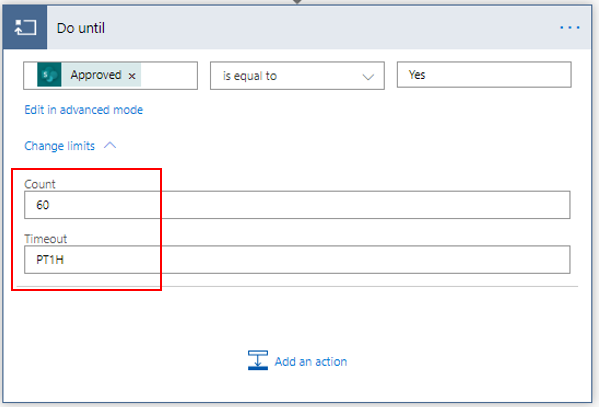 Do until
Approved × is equal to Yes
Edit in advanced mode
Change limits
Count
60
Timeout
PT1H
Add an action